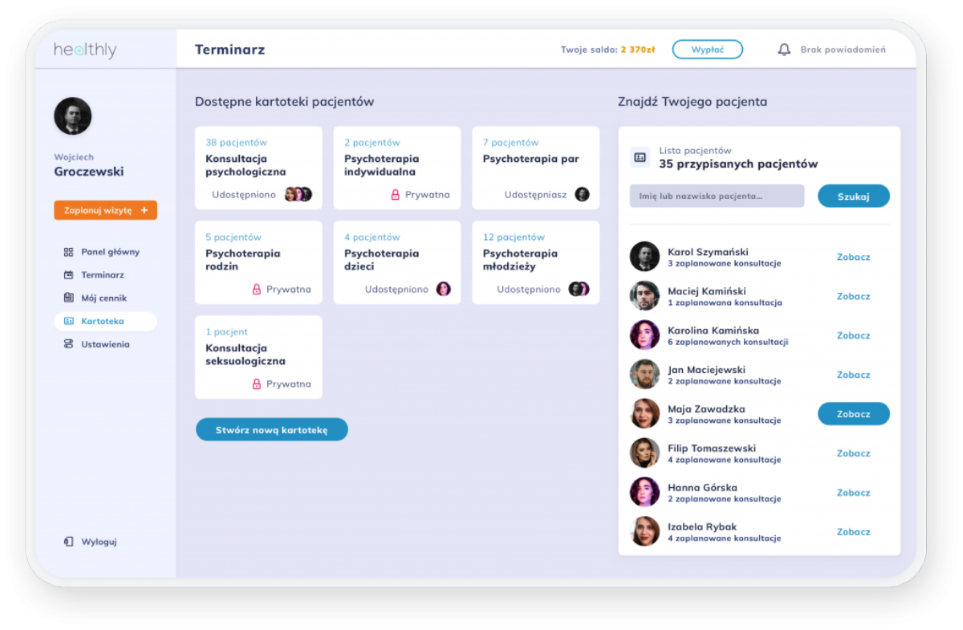 healthly
Terminarz
Twoje saldo: 2 370zł
Wypłać
Brak powiadomień
Wojciech
Groczewski
Zaplanuj wizytę +
Panel główny
Terminarz
Mój cennik
Kartoteka
Ustawienia
Wyloguj
Dostępne kartoteki pacjentów
38 pacjentów
Konsultacja
psychologiczna
Udostępniono
2 pacjentów
Psychoterapia
indywidualna
Prywatna
7 pacjentów
Psychoterapia par
Udostępniasz
5 pacjentów
Psychoterapia
rodzin
Prywatna
4 pacjentów
Psychoterapia
dzieci
Udostępniono
12 pacjentów
Psychoterapia
młodzieży
Udostępniono
1 pacjent
Konsultacja
seksuologiczna
Prywatna
Stwórz nową kartotekę
Znajdź Twojego pacjenta
Lista pacjentów
35 przypisanych pacjentów
Imię lub nazwisko pacjenta...
Szukaj
Karol Szymański
3 zaplanowane konsultacje
Zobacz
Maciej Kamiński
1 zaplanowana konsultacja
Zobacz
Karolina Kamińska
6 zaplanowanych konsultacji
Zobacz
Jan Maciejewski
2 zaplanowane konsultacje
Zobacz
Maja Zawadzka
3 zaplanowane konsultacje
Zobacz
Filip Tomaszewski
4 zaplanowane konsultacje
Zobacz
Hanna Górska
2 zaplanowane konsultacje
Zobacz
Izabela Rybak
4 zaplanowane konsultacje
Zobacz